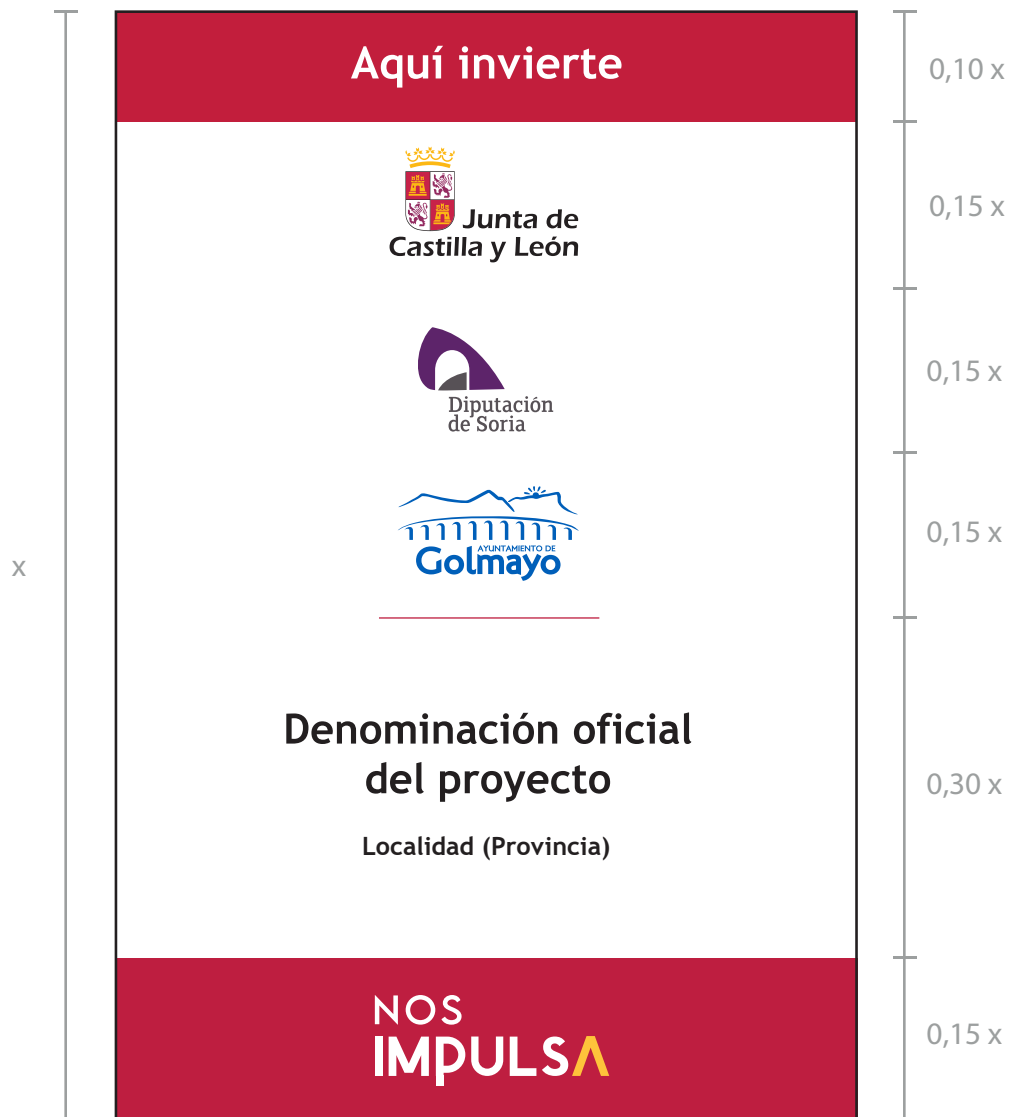 Aquí invierte
0,10 x
Junta de
Castilla y León
0,15 x
Diputación
de Soria
0,15 x
AYUNTAMIENTO DE
Golmayo
0,15 x
x
Denominación oficial
del proyecto
Localidad (Provincia)
0,30 x
NOS
IMPULSA
0,15 x